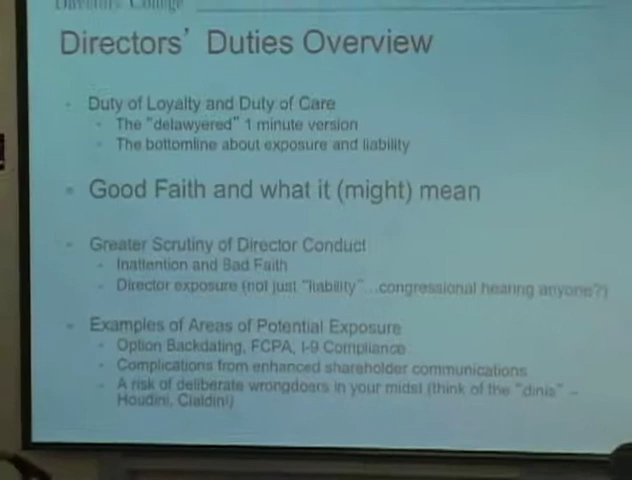 Directors' College
Directors' Duties Overview
- Duty of Loyalty and Duty of Care
- The "delawyered" 1 minute version
- The bottomline about exposure and liability
• Good Faith and what it (might) mean
- Greater Scrutiny of Director Conduct
- Inattention and Bad Faith
- Director exposure (not just "liability"...congressional hearing anyone?)
- Examples of Areas of Potential Exposure
- Option Backdating, FCPA, I-9 Compliance
- Complications from enhanced shareholder communications
- A risk of deliberate wrongdoers in your midst (think of the "dinis" –
Houdini, Cialdini)